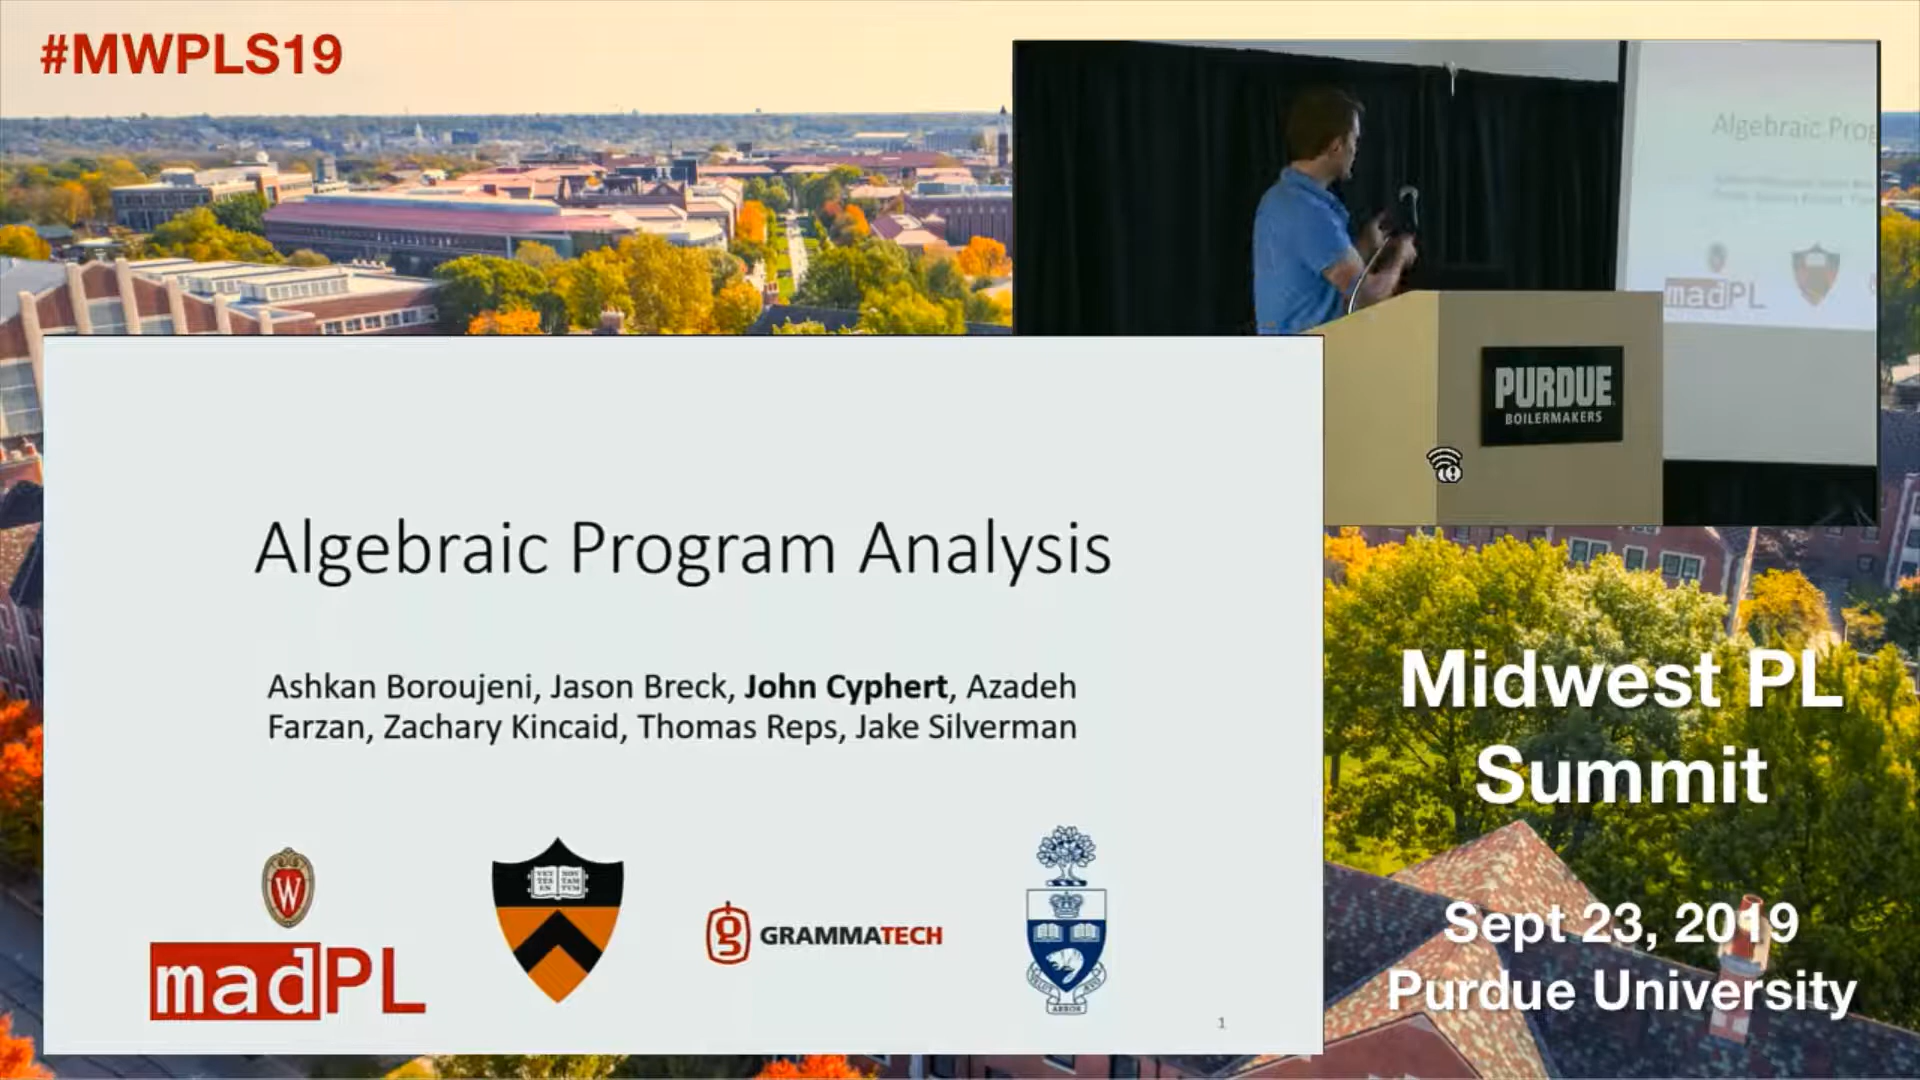 #MWPLS19
Algebraic Prog
madPL
PURDUE
BOILERMAKERS
Algebraic Program Analysis
Ashkan Boroujeni, Jason Breck, John Cyphert, Azadeh
Farzan, Zachary Kincaid, Thomas Reps, Jake Silverman
W
madPL
GRAMMATECH
1
Midwest PL
Summit
Sept 23, 2019
Purdue University